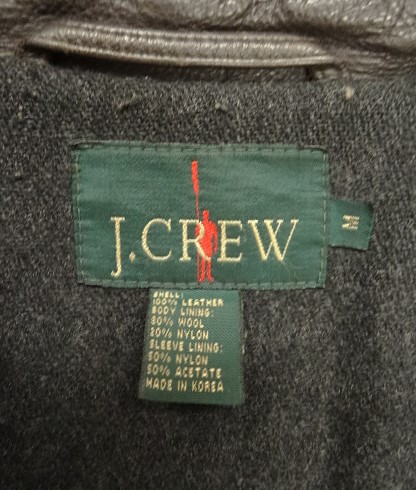 J.CREW
M
SHELL:
100% LEATHER
BODY LINING:
80% WOOL
20% NYLON
SLEEVE LINING:
50% NYLON
50% ACETATE
MADE IN KOREA